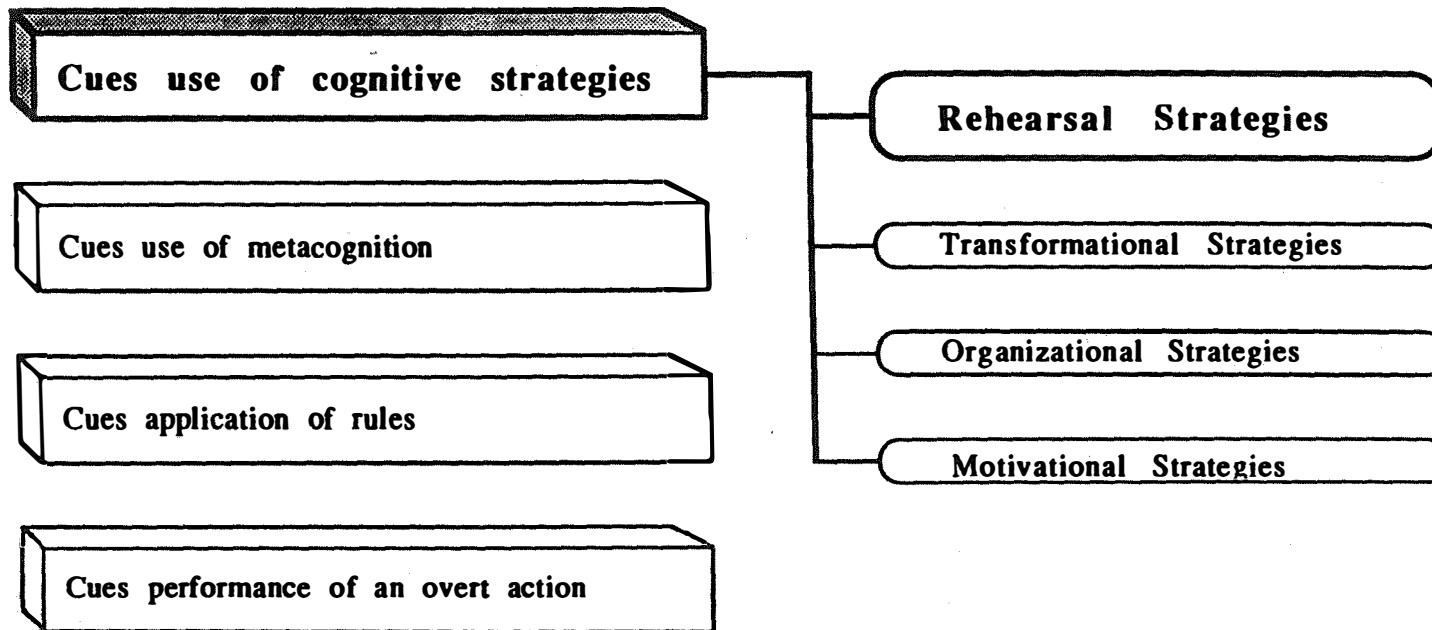 Cues use of cognitive strategies
Cues use of metacognition
Cues application of rules
Cues performance of an overt action
Rehearsal Strategies
Transformational Strategies
Organizational Strategies
Motivational Strategies